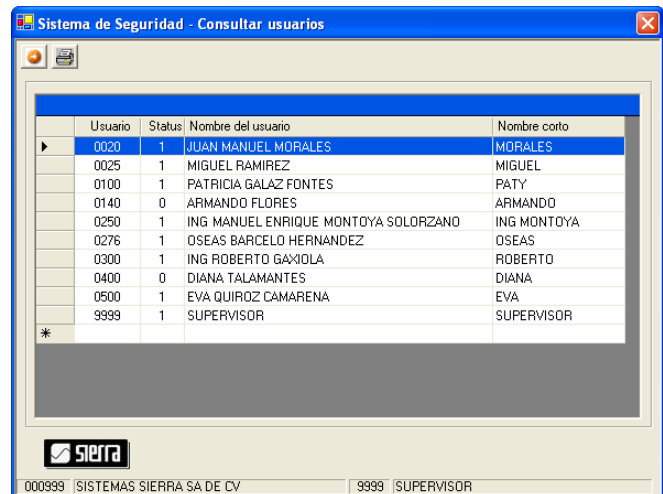 Sistema de Seguridad - Consultar usuarios
Usuario Status Nombre del usuario Nombre corto
0020 1 JUAN MANUEL MORALES MORALES
0025 1 MIGUEL RAMIREZ MIGUEL
0100 1 PATRICIA GALAZ FONTES PATY
0140 0 ARMANDO FLORES ARMANDO
0250 1 ING MANUEL ENRIQUE MONTOYA SOLORZANO ING MONTOYA
0276 1 OSEAS BARCELO HERNANDEZ OSEAS
0300 1 ING ROBERTO GAXIOLA ROBERTO
0400 0 DIANA TALAMANTES DIANA
0500 1 EVA QUIROZ CAMARENA EVA
9999 1 SUPERVISOR SUPERVISOR
sierra
000999 SISTEMAS SIERRA SA DE CV 9999 SUPERVISOR